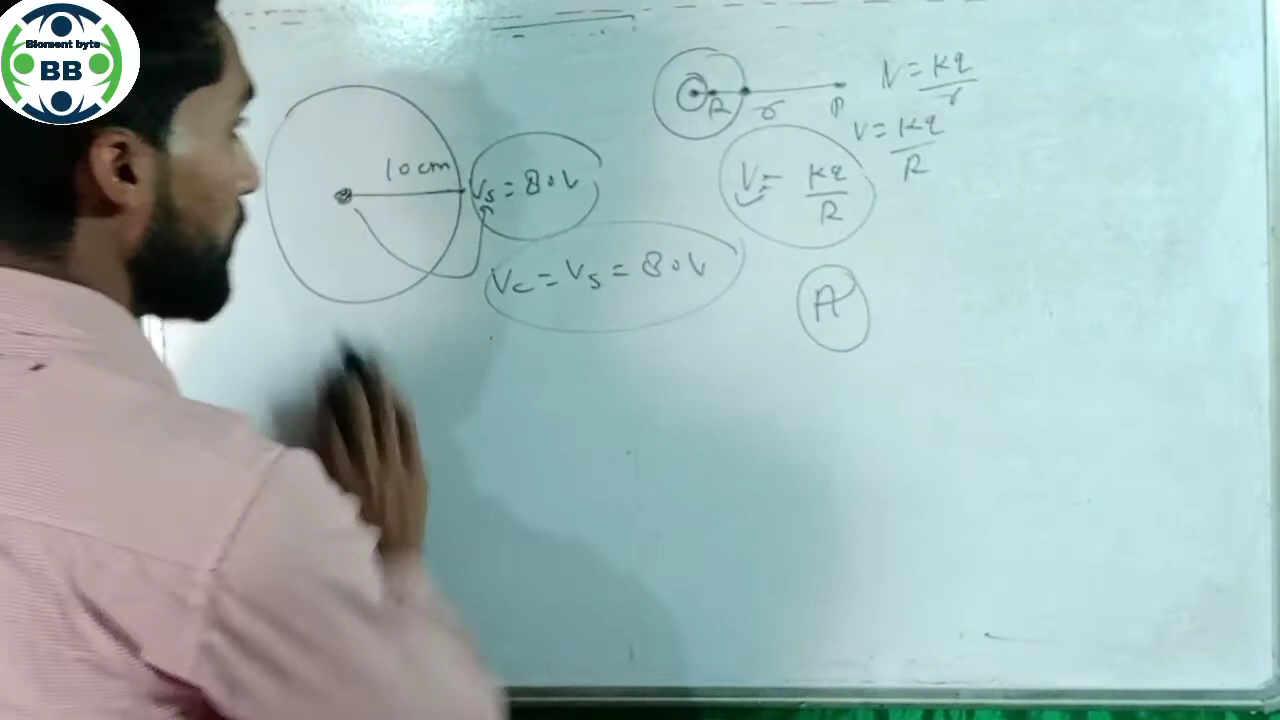 Bioment byte
BB
10 cm
Vs = 80V
Vc = Vs = 80V
R
r
P
V = Kq/r
V = Kq/R
V = Kq/R
A